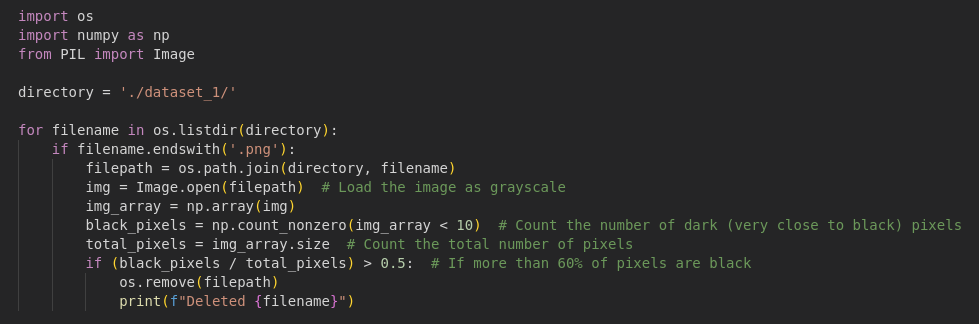 import os
import numpy as np
from PIL import Image

directory = './dataset_1/'

for filename in os.listdir(directory):
    if filename.endswith('.png'):
        filepath = os.path.join(directory, filename)
        img = Image.open(filepath)  # Load the image as grayscale
        img_array = np.array(img)
        black_pixels = np.count_nonzero(img_array < 10)  # Count the number of dark (very close to black) pixels
        total_pixels = img_array.size  # Count the total number of pixels
        if (black_pixels / total_pixels) > 0.5:  # If more than 60% of pixels are black
            os.remove(filepath)
            print(f"Deleted {filename}")